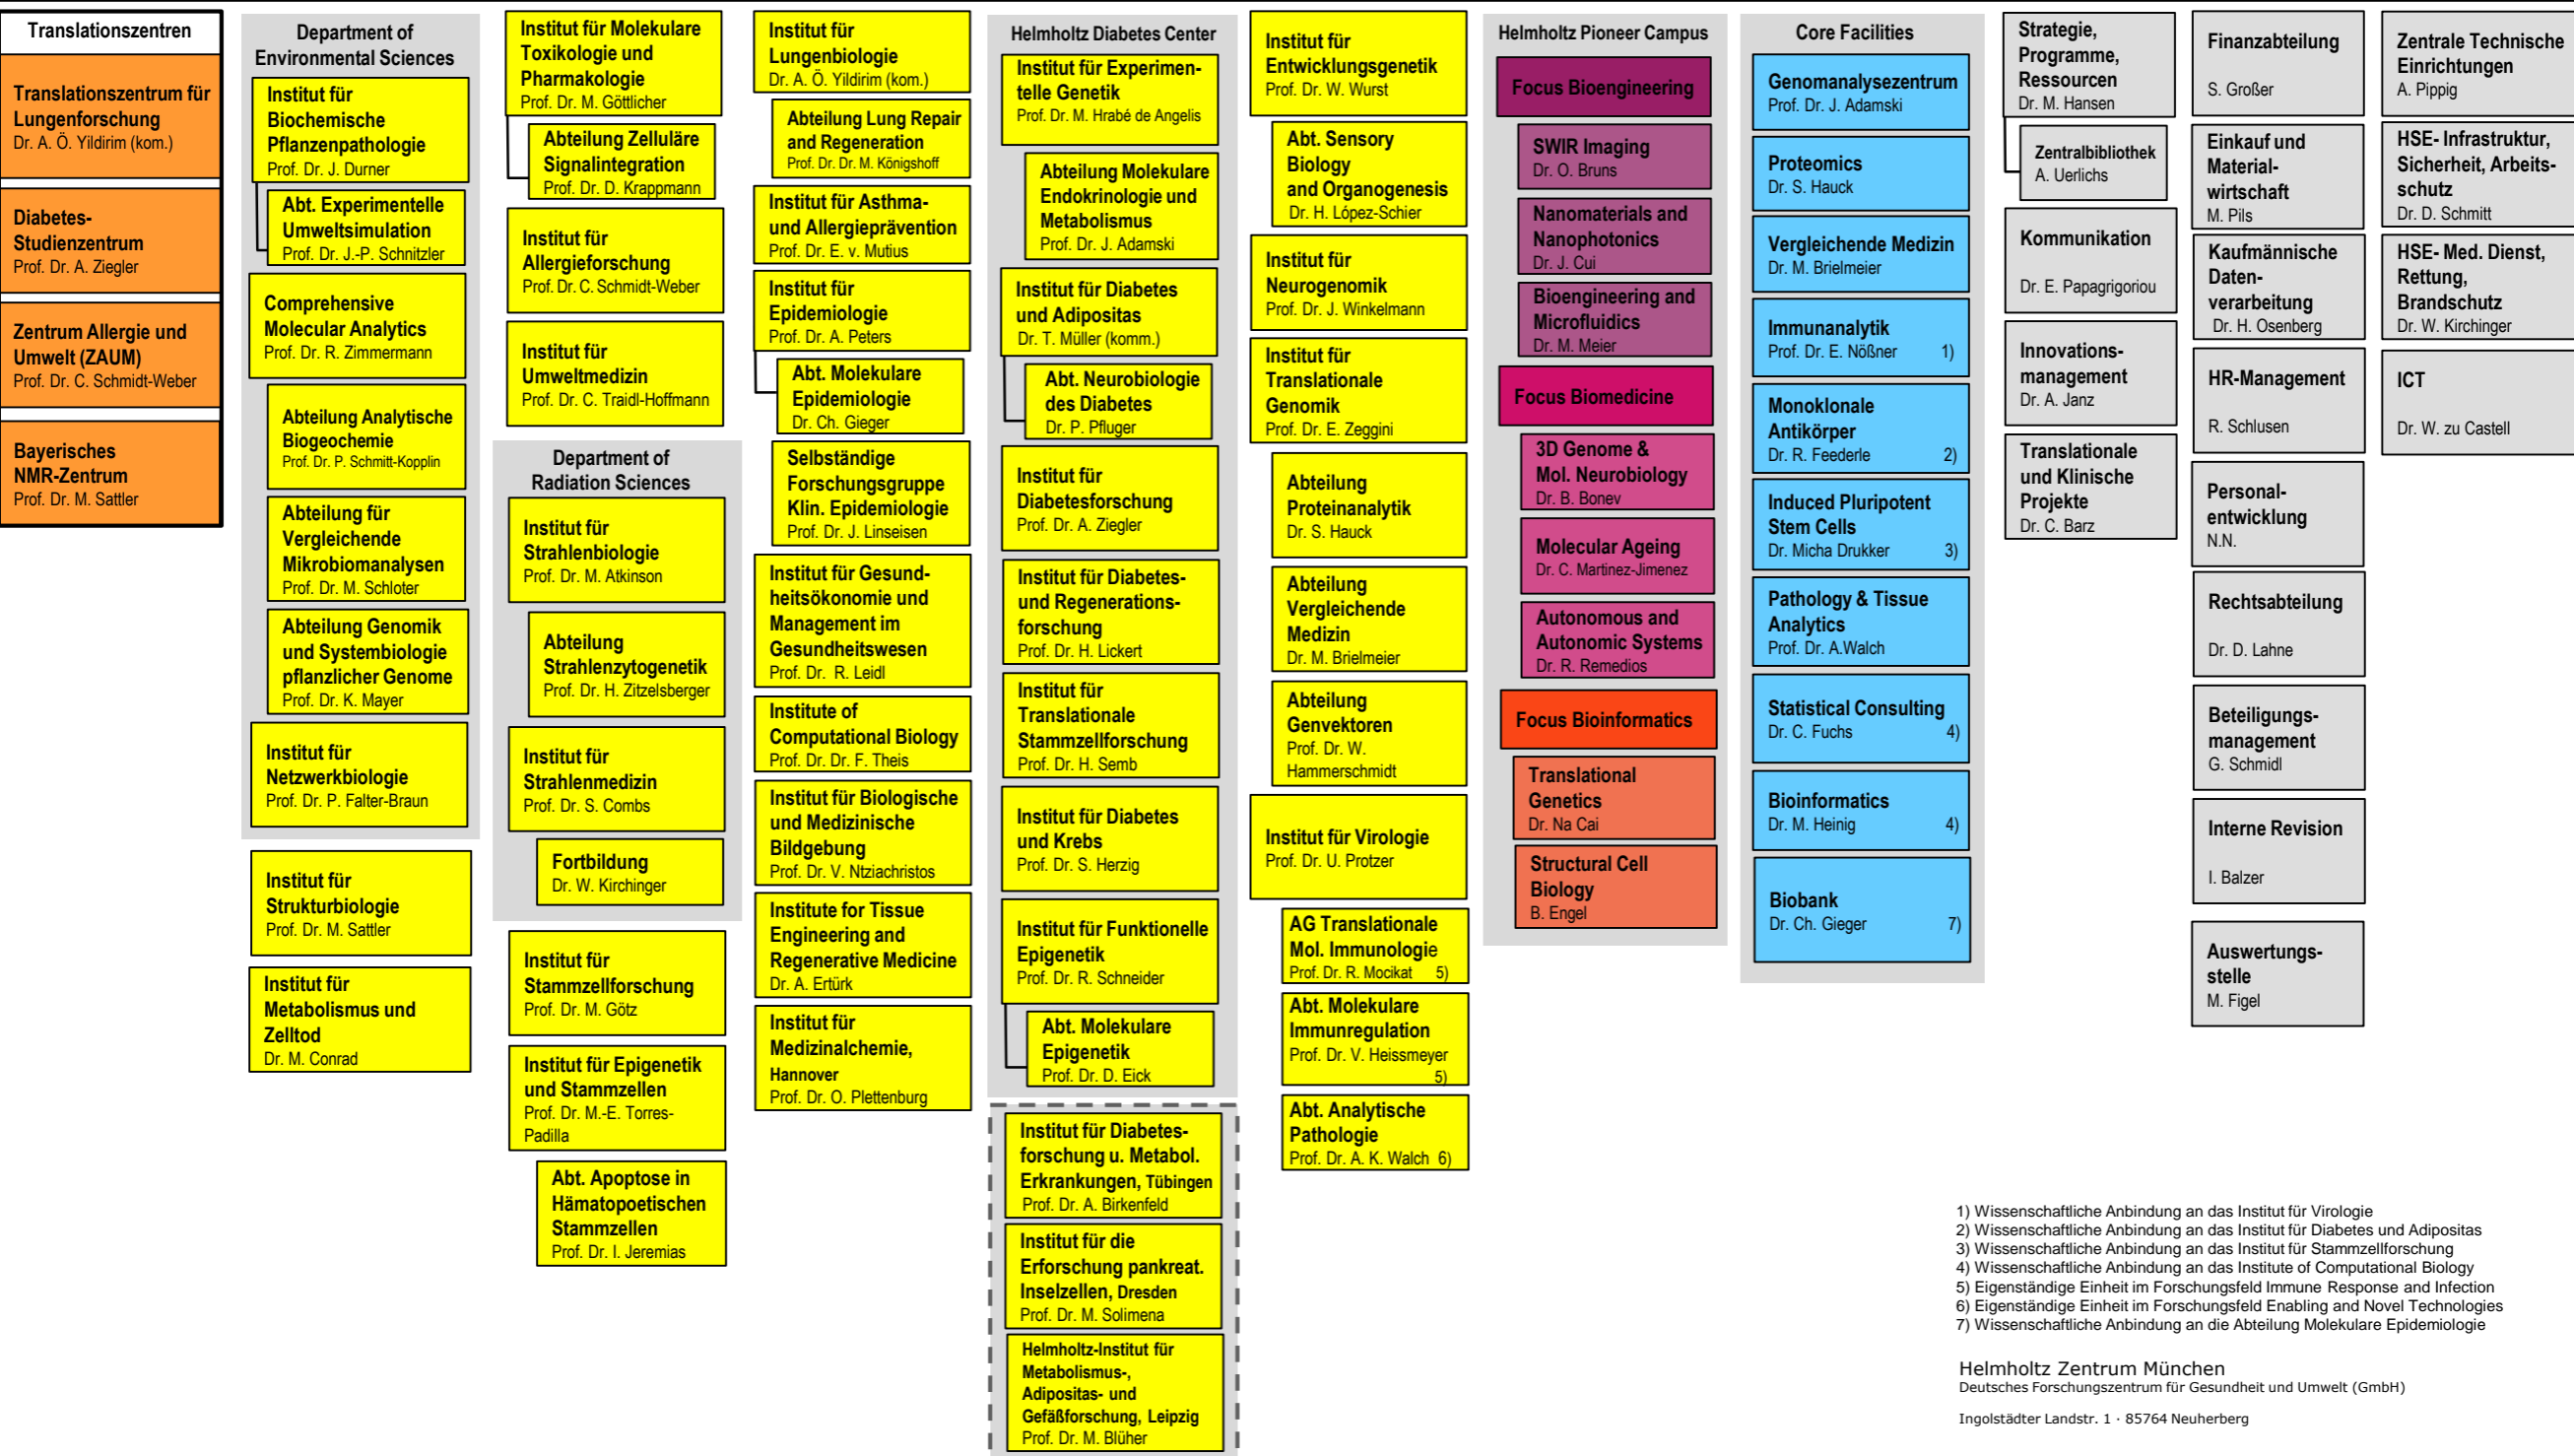 Translationszentren
Translationszentrum für
Lungenforschung
Dr. A. Ö. Yildirim (kom.)
Diabetes-
Studienzentrum
Prof. Dr. A. Ziegler
Zentrum Allergie und
Umwelt (ZAUM)
Prof. Dr. C. Schmidt-Weber
Bayerisches
NMR-Zentrum
Prof. Dr. M. Sattler
Department of
Environmental Sciences
Institut für
Biochemische
Pflanzenpathologie
Prof. Dr. J. Durner
Abt. Experimentelle
Umweltsimulation
Prof. Dr. J.-P. Schnitzler
Comprehensive
Molecular Analytics
Prof. Dr. R. Zimmermann
Abteilung Analytische
Biogeochemie
Prof. Dr. P. Schmitt-Kopplin
Abteilung für
Vergleichende
Mikrobiomanalysen
Prof. Dr. M. Schloter
Abteilung Genomik
und Systembiologie
pflanzlicher Genome
Prof. Dr. K. Mayer
Institut für
Netzwerkbiologie
Prof. Dr. P. Falter-Braun
Institut für
Strukturbiologie
Prof. Dr. M. Sattler
Institut für
Metabolismus und
Zelltod
Dr. M. Conrad
Institut für Molekulare
Toxikologie und
Pharmakologie
Prof. Dr. M. Göttlicher
Abteilung Zelluläre
Signalintegration
Prof. Dr. D. Krappmann
Institut für
Allergieforschung
Prof. Dr. C. Schmidt-Weber
Institut für
Umweltmedizin
Prof. Dr. C. Traidl-Hoffmann
Department of
Radiation Sciences
Institut für
Strahlenbiologie
Prof. Dr. M. Atkinson
Abteilung
Strahlenzytogenetik
Prof. Dr. H. Zitzelsberger
Institut für
Strahlenmedizin
Prof. Dr. S. Combs
Fortbildung
Dr. W. Kirchinger
Institut für
Stammzellforschung
Prof. Dr. M. Götz
Institut für Epigenetik
und Stammzellen
Prof. Dr. M.-E. Torres-
Padilla
Abt. Apoptose in
Hämatopoetischen
Stammzellen
Prof. Dr. I. Jeremias
Institut für
Lungenbiologie
Dr. A. Ö. Yildirim (kom.)
Abteilung Lung Repair
and Regeneration
Prof. Dr. Dr. M. Königshoff
Institut für Asthma-
und Allergieprävention
Prof. Dr. E. v. Mutius
Institut für
Epidemiologie
Prof. Dr. A. Peters
Abt. Molekulare
Epidemiologie
Dr. Ch. Gieger
Selbständige
Forschungsgruppe
Klin. Epidemiologie
Prof. Dr. J. Linseisen
Institut für Gesund-
heitsökonomie und
Management im
Gesundheitswesen
Prof. Dr. R. Leidl
Institute of
Computational Biology
Prof. Dr. Dr. F. Theis
Institut für Biologische
und Medizinische
Bildgebung
Prof. Dr. V. Ntziachristos
Institute for Tissue
Engineering and
Regenerative Medicine
Dr. A. Ertürk
Institut für
Medizinalchemie,
Hannover
Prof. Dr. O. Plettenburg
Helmholtz Diabetes Center
Institut für Experimen-
telle Genetik
Prof. Dr. M. Hrabé de Angelis
Abteilung Molekulare
Endokrinologie und
Metabolismus
Prof. Dr. J. Adamski
Institut für Diabetes
und Adipositas
Dr. T. Müller (komm.)
Abt. Neurobiologie
des Diabetes
Dr. P. Pfluger
Institut für
Diabetesforschung
Prof. Dr. A. Ziegler
Institut für Diabetes-
und Regenerations-
forschung
Prof. Dr. H. Lickert
Institut für
Translationale
Stammzellforschung
Prof. Dr. H. Semb
Institut für Diabetes
und Krebs
Prof. Dr. S. Herzig
Institut für Funktionelle
Epigenetik
Prof. Dr. R. Schneider
Abt. Molekulare
Epigenetik
Prof. Dr. D. Eick
Institut für Diabetes-
forschung u. Metabol.
Erkrankungen, Tübingen
Prof. Dr. A. Birkenfeld
Institut für die
Erforschung pankreat.
Inselzellen, Dresden
Prof. Dr. M. Solimena
Helmholtz-Institut für
Metabolismus-,
Adipositas- und
Gefäßforschung, Leipzig
Prof. Dr. M. Blüher
Institut für
Entwicklungsgenetik
Prof. Dr. W. Wurst
Abt. Sensory
Biology
and Organogenesis
Dr. H. López-Schier
Institut für
Neurogenomik
Prof. Dr. J. Winkelmann
Institut für
Translationale
Genomik
Prof. Dr. E. Zeggini
Abteilung
Proteinanalytik
Dr. S. Hauck
Abteilung
Vergleichende
Medizin
Dr. M. Brielmeier
Abteilung
Genvektoren
Prof. Dr. W.
Hammerschmidt
Institut für Virologie
Prof. Dr. U. Protzer
AG Translationale
Mol. Immunologie
Prof. Dr. R. Mocikat 5)
Abt. Molekulare
Immunregulation
Prof. Dr. V. Heissmeyer
5)
Abt. Analytische
Pathologie
Prof. Dr. A. K. Walch 6)
Helmholtz Pioneer Campus
Focus Bioengineering
SWIR Imaging
Dr. O. Bruns
Nanomaterials and
Nanophotonics
Dr. J. Cui
Bioengineering and
Microfluidics
Dr. M. Meier
Focus Biomedicine
3D Genome &
Mol. Neurobiology
Dr. B. Bonev
Molecular Ageing
Dr. C. Martinez-Jimenez
Autonomous and
Autonomic Systems
Dr. R. Remedios
Focus Bioinformatics
Translational
Genetics
Dr. Na Cai
Structural Cell
Biology
B. Engel
Core Facilities
Genomanalysezentrum
Prof. Dr. J. Adamski
Proteomics
Dr. S. Hauck
Vergleichende Medizin
Dr. M. Brielmeier
Immunanalytik
Prof. Dr. E. Nößner 1)
Monoklonale
Antikörper
Dr. R. Feederle 2)
Induced Pluripotent
Stem Cells
Dr. Micha Drukker 3)
Pathology & Tissue
Analytics
Prof. Dr. A.Walch
Statistical Consulting
Dr. C. Fuchs 4)
Bioinformatics
Dr. M. Heinig 4)
Biobank
Dr. Ch. Gieger 7)
Strategie,
Programme,
Ressourcen
Dr. M. Hansen
Zentralbibliothek
A. Uerlichs
Kommunikation
Dr. E. Papagrigoriou
Innovations-
management
Dr. A. Janz
Translationale
und Klinische
Projekte
Dr. C. Barz
Finanzabteilung
S. Großer
Einkauf und
Material-
wirtschaft
M. Pils
Kaufmännische
Daten-
verarbeitung
Dr. H. Osenberg
HR-Management
R. Schlusen
Personal-
entwicklung
N.N.
Rechtsabteilung
Dr. D. Lahne
Beteiligungs-
management
G. Schmidl
Interne Revision
I. Balzer
Auswertungs-
stelle
M. Figel
Zentrale Technische
Einrichtungen
A. Pippig
HSE- Infrastruktur,
Sicherheit, Arbeits-
schutz
Dr. D. Schmitt
HSE- Med. Dienst,
Rettung,
Brandschutz
Dr. W. Kirchinger
ICT
Dr. W. zu Castell
1) Wissenschaftliche Anbindung an das Institut für Virologie
2) Wissenschaftliche Anbindung an das Institut für Diabetes und Adipositas
3) Wissenschaftliche Anbindung an das Institut für Stammzellforschung
4) Wissenschaftliche Anbindung an das Institute of Computational Biology
5) Eigenständige Einheit im Forschungsfeld Immune Response and Infection
6) Eigenständige Einheit im Forschungsfeld Enabling and Novel Technologies
7) Wissenschaftliche Anbindung an die Abteilung Molekulare Epidemiologie
Helmholtz Zentrum München
Deutsches Forschungszentrum für Gesundheit und Umwelt (GmbH)
Ingolstädter Landstr. 1 · 85764 Neuherberg